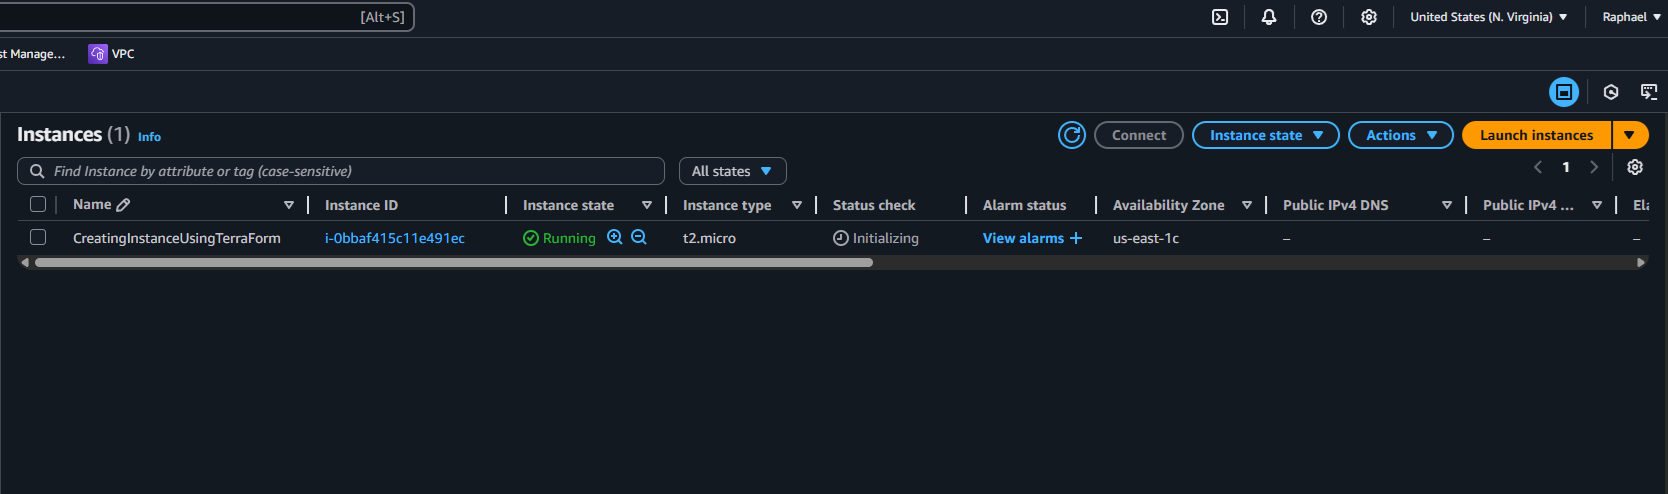 [Alt+S] United States (N. Virginia) Raphael
st Manage... VPC
Instances (1) Info Connect Instance state Actions Launch instances
Find Instance by attribute or tag (case-sensitive) All states 1
Name Instance ID Instance state Instance type Status check Alarm status Availability Zone Public IPv4 DNS Public IPv4 ... Ela
CreatingInstanceUsingTerraForm i-0bbaf415c11e491ec Running t2.micro Initializing View alarms + us-east-1c – – –